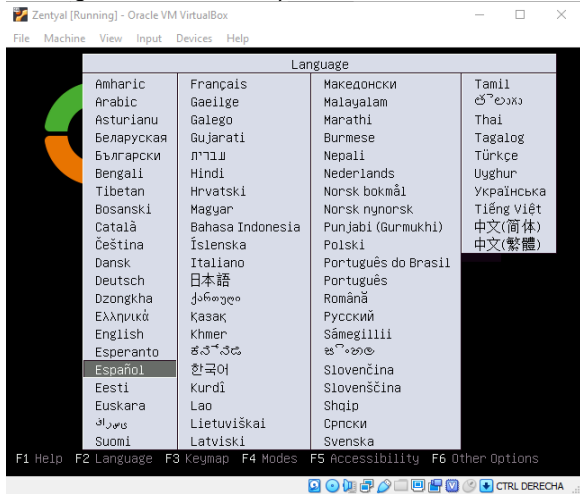 Zentyal [Running] - Oracle VM VirtualBox
File Machine View Input Devices Help
Language
Amharic
Arabic
Asturianu
Беларуская
Български
Bengali
Tibetan
Bosanski
Català
Čeština
Dansk
Deutsch
Dzongkha
Ελληνικά
English
Esperanto
Español
Eesti
Euskara
Suomi
Français
Gaeilge
Galego
Gujarati
עברית
Hindi
Hrvatski
Magyar
Bahasa Indonesia
Íslenska
Italiano
日本語
ქართული
Қазақ
Khmer
ಕನ್ನಡ
한국어
Kurdî
Lao
Lietuviškai
Latviski
Македонски
Malayalam
Marathi
Burmese
Nepali
Nederlands
Norsk bokmål
Norsk nynorsk
Punjabi (Gurmukhi)
Polski
Português do Brasil
Português
Română
Русский
Sámegillii
සිංහල
Slovenčina
Slovenščina
Shqip
Српски
Svenska
Tamil
తెలుగు
Thai
Tagalog
Türkçe
Uyghur
Українська
Tiếng Việt
中文(简体)
中文(繁體)
F1 Help F2 Language F3 Keymap F4 Modes F5 Accessibility F6 Other Options
CTRL DERECHA